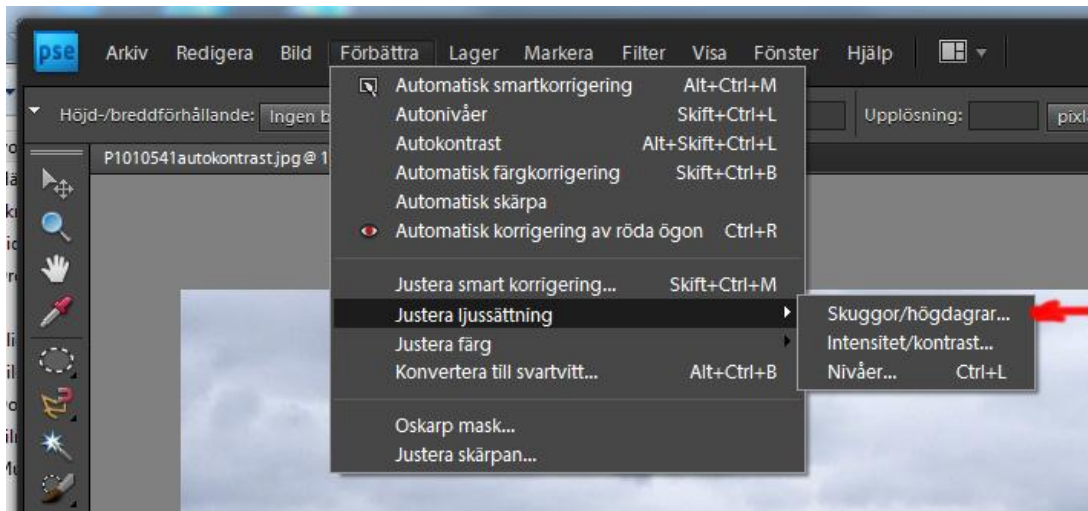 pse Arkiv Redigera Bild Förbättra Lager Markera Filter Visa Fönster Hjälp
Höjd-/breddförhållande: Ingen b
Upplösning: pixl
P1010541autokontrast.jpg @ 1
Automatisk smartkorrigering Alt+Ctrl+M
Autonivåer Skift+Ctrl+L
Autokontrast Alt+Skift+Ctrl+L
Automatisk färgkorrigering Skift+Ctrl+B
Automatisk skärpa
Automatisk korrigering av röda ögon Ctrl+R
Justera smart korrigering... Skift+Ctrl+M
Justera ljussättning
Justera färg
Konvertera till svartvitt... Alt+Ctrl+B
Oskarp mask...
Justera skärpan...
Skuggor/högdagrar...
Intensitet/kontrast...
Nivåer... Ctrl+L